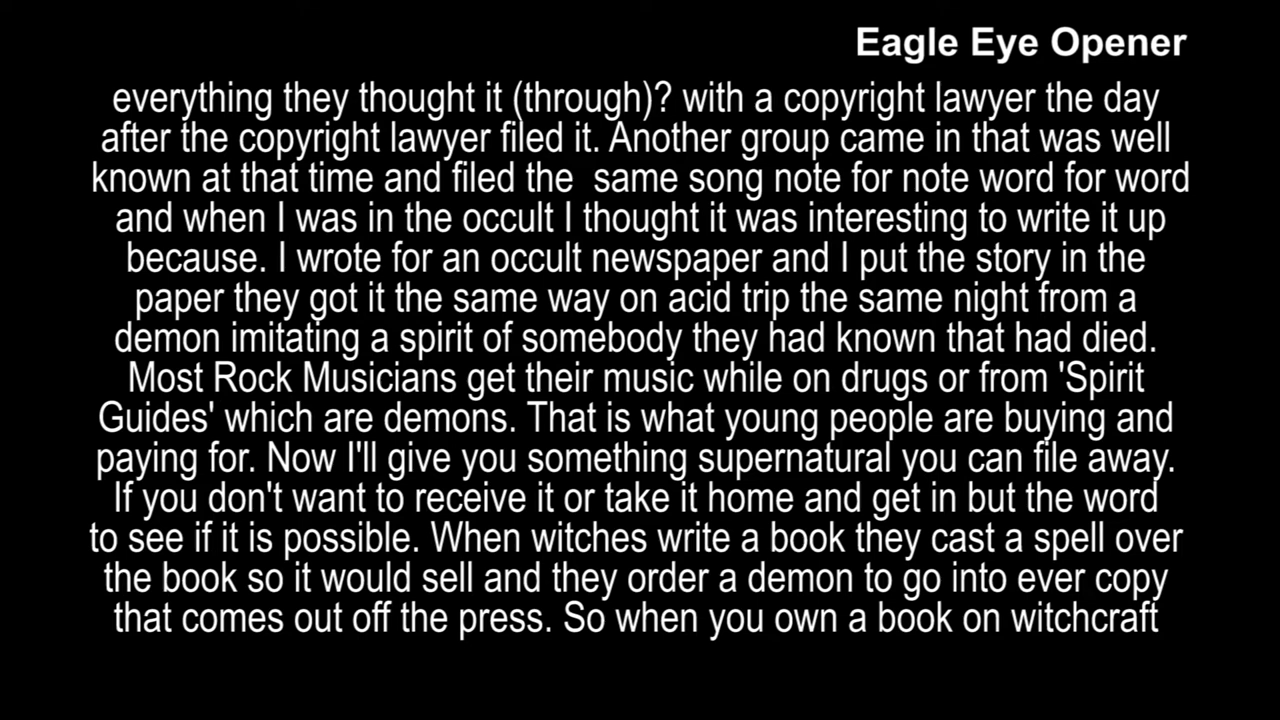 Eagle Eye Opener
everything they thought it (through)? with a copyright lawyer the day
after the copyright lawyer filed it. Another group came in that was well
known at that time and filed the  same song note for note word for word
and when I was in the occult I thought it was interesting to write it up
because. I wrote for an occult newspaper and I put the story in the
paper they got it the same way on acid trip the same night from a
demon imitating a spirit of somebody they had known that had died.
Most Rock Musicians get their music while on drugs or from 'Spirit
Guides' which are demons. That is what young people are buying and
paying for. Now I'll give you something supernatural you can file away.
If you don't want to receive it or take it home and get in but the word
to see if it is possible. When witches write a book they cast a spell over
the book so it would sell and they order a demon to go into ever copy
that comes out off the press. So when you own a book on witchcraft